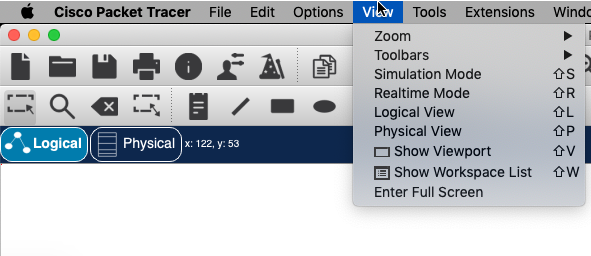 Cisco Packet Tracer File Edit Options View Tools Extensions
Zoom
Toolbars
Simulation Mode ⇧S
Realtime Mode ⇧R
Logical View ⇧L
Physical View ⇧P
Show Viewport ⇧V
Show Workspace List ⇧W
Enter Full Screen
Logical Physical x: 122, y: 53